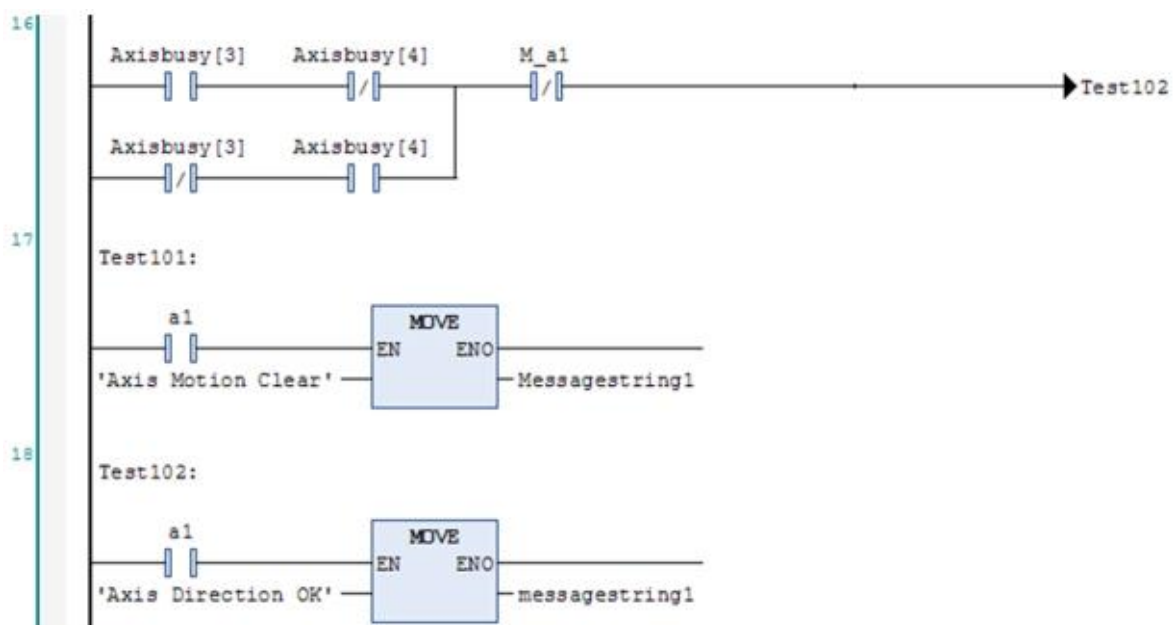 16
Axisbusy[3] Axisbusy[4] M_a1
Test102
Axisbusy[3] Axisbusy[4]
17
Test101:
a1
MOVE
EN ENO
'Axis Motion Clear' Messagestring1
18
Test102:
a1
MOVE
EN ENO
'Axis Direction OK' messagestring1